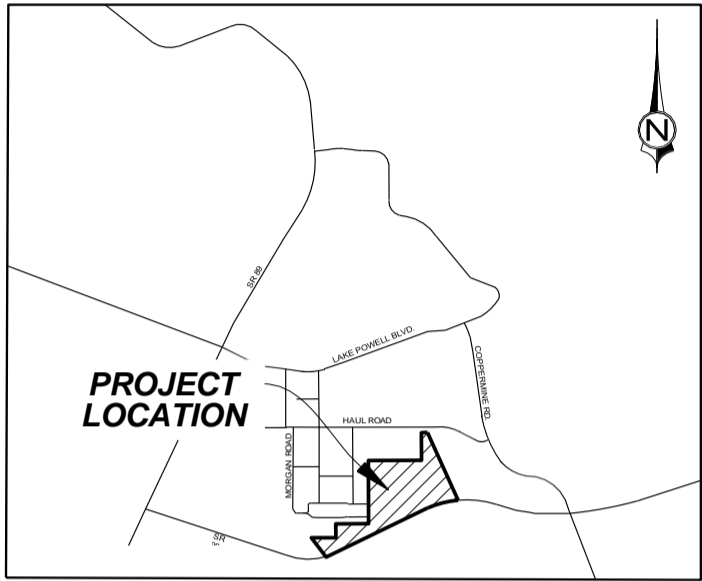 N
SR 89
LAKE POWELL BLVD.
COPPERMINE RD.
PROJECT
LOCATION
HAUL ROAD
MORGAN ROAD
SR